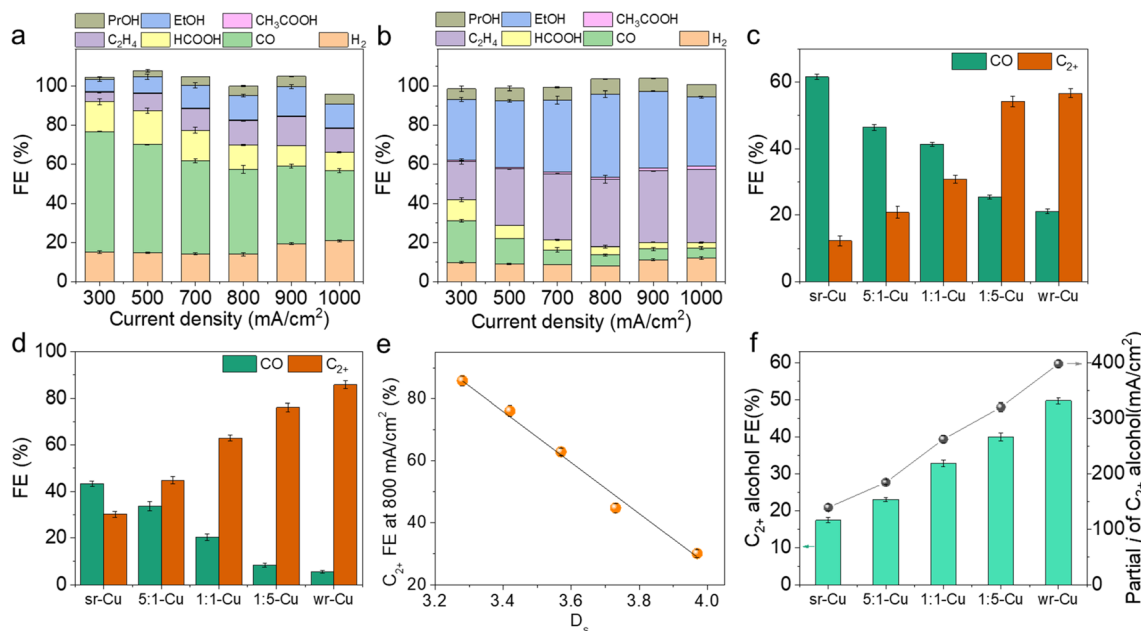 a
PrOH EtOH CH₃COOH
C₂H₄ HCOOH CO H₂
FE (%)
120
100
80
60
40
20
0
300 500 700 800 900 1000
Current density (mA/cm²)
b
PrOH EtOH CH₃COOH
C₂H₄ HCOOH CO H₂
FE (%)
120
100
80
60
40
20
0
300 500 700 800 900 1000
Current density (mA/cm²)
c
CO C₂₊
FE (%)
60
40
20
0
sr-Cu 5:1-Cu 1:1-Cu 1:5-Cu wr-Cu
d
CO C₂₊
FE (%)
100
80
60
40
20
0
sr-Cu 5:1-Cu 1:1-Cu 1:5-Cu wr-Cu
e
C₂₊ FE at 800 mA/cm² (%)
80
60
40
20
3.2 3.4 3.6 3.8 4.0
Dₛ
f
C₂₊ alcohol FE(%)
60
50
40
30
20
10
0
sr-Cu 5:1-Cu 1:1-Cu 1:5-Cu wr-Cu
400
300
200
100
0
Partial i of C₂₊ alcohol(mA/cm²)